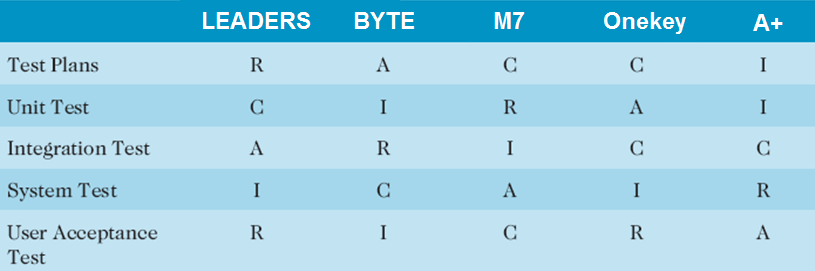 LEADERS BYTE M7 Onekey A+
Test Plans R A C C I
Unit Test C I R A I
Integration Test A R I C C
System Test I C A I R
User Acceptance R I C R A
Test